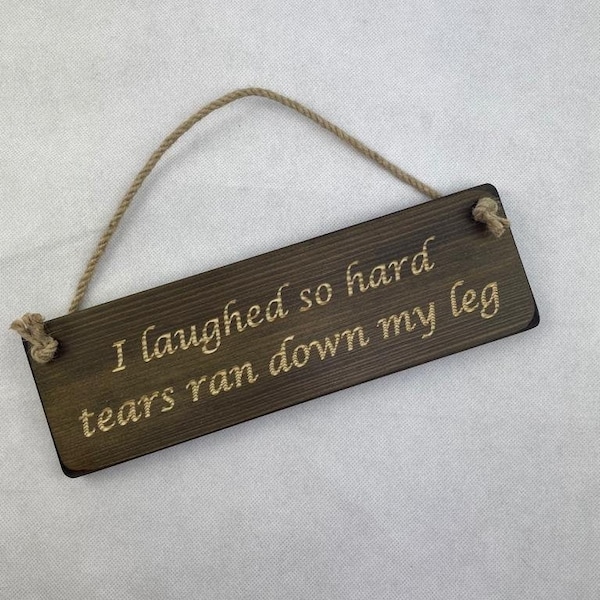 I laughed so hard
tears ran down my leg